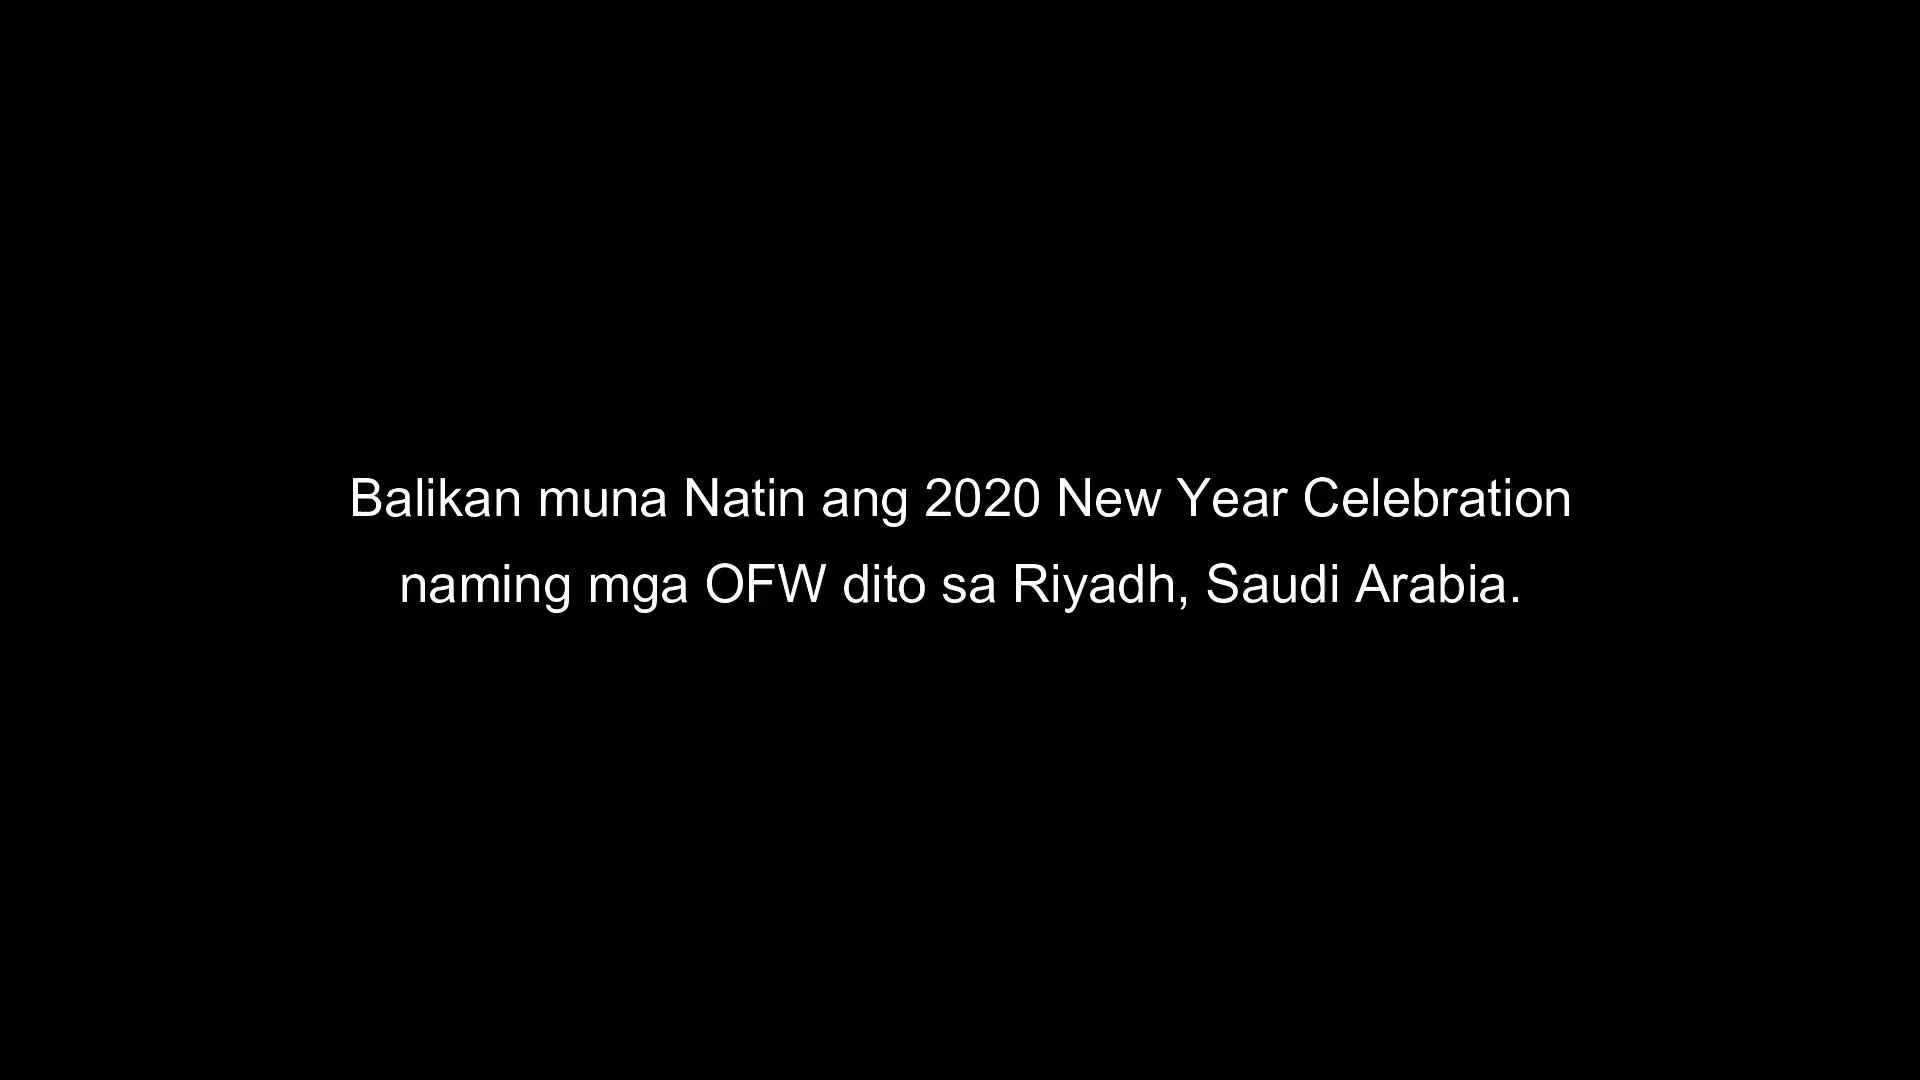 Balikan muna Natin ang 2020 New Year Celebration
naming mga OFW dito sa Riyadh, Saudi Arabia.